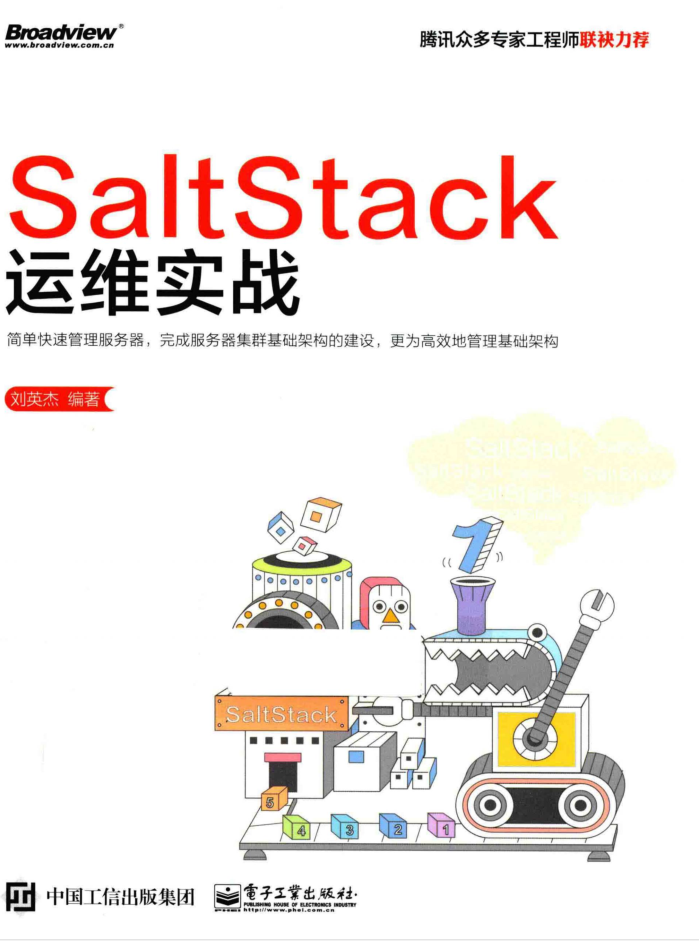 Broadview®
www.broadview.com.cn
腾讯众多专家工程师联袂力荐
SaltStack
运维实战
简单快速管理服务器，完成服务器集群基础架构的建设，更为高效地管理基础架构
刘英杰 编著
SaltStack
SaltStack
SaltStack
1
SaltStack
5
4
3
2
1
中国工信出版集团
電子工業出版社·
PUBLISHING HOUSE OF ELECTRONICS INDUSTRY
http://www.phei.com.cn